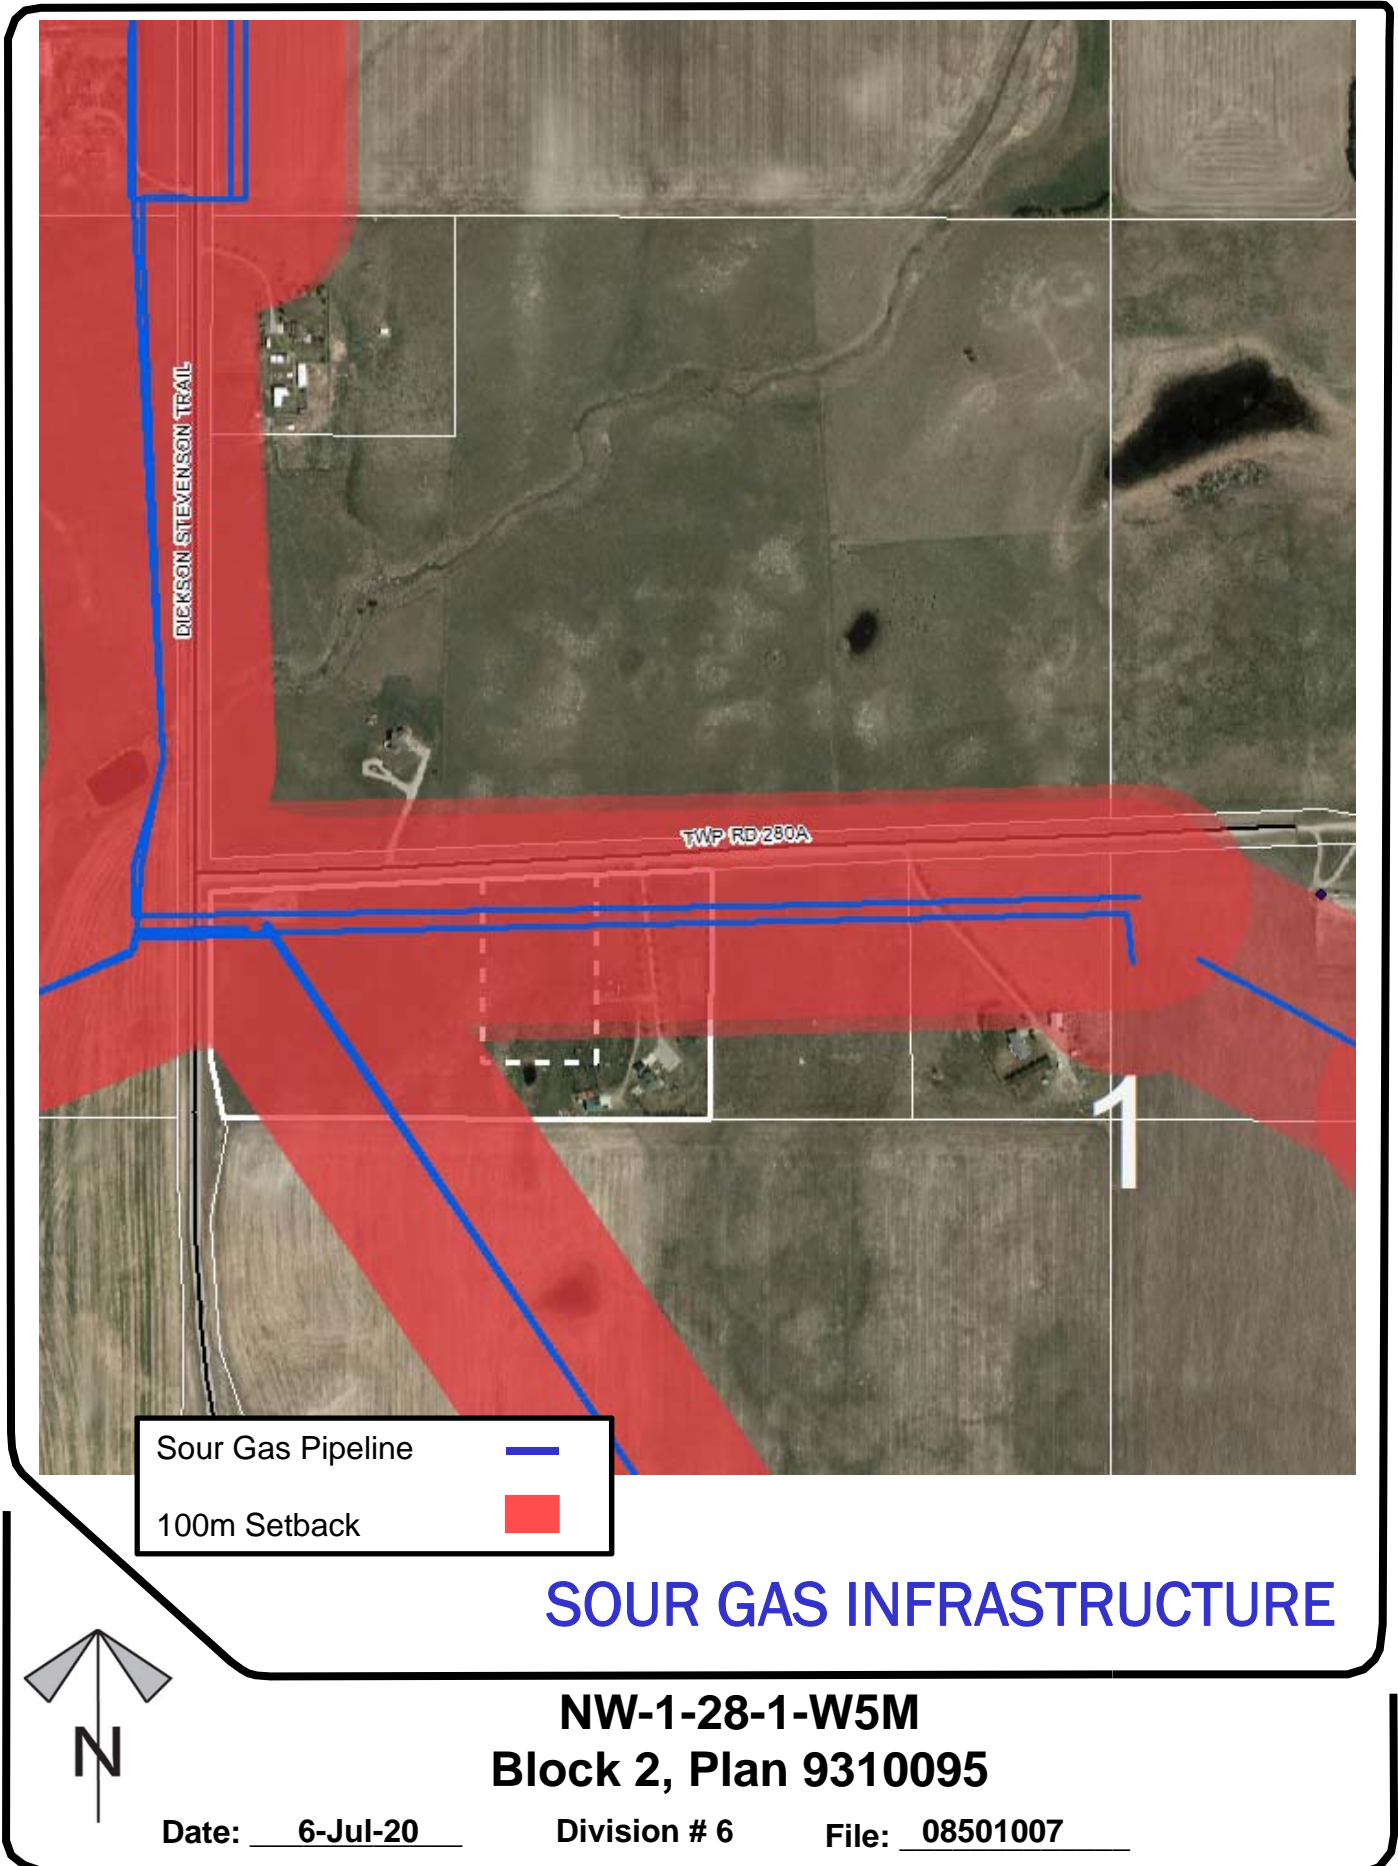 DICKSON STEVENSON TRAIL
TWP RD 280A
1
Sour Gas Pipeline
100m Setback
SOUR GAS INFRASTRUCTURE
N
NW-1-28-1-W5M
Block 2, Plan 9310095
Date: 6-Jul-20 Division # 6 File: 08501007